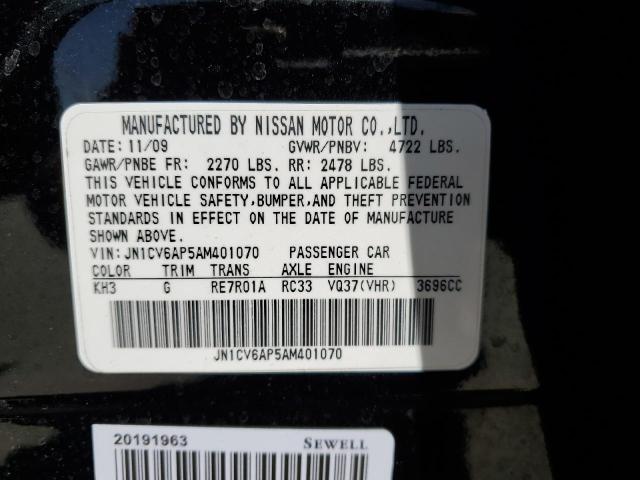 MANUFACTURED BY NISSAN MOTOR CO.,LTD.
DATE: 11/09 GVWR/PNBV: 4722 LBS.
GAWR/PNBE FR: 2270 LBS. RR: 2478 LBS.
THIS VEHICLE CONFORMS TO ALL APPLICABLE FEDERAL
MOTOR VEHICLE SAFETY,BUMPER,AND THEFT PREVENTION
STANDARDS IN EFFECT ON THE DATE OF MANUFACTURE
SHOWN ABOVE.
VIN: JN1CV6AP5AM401070 PASSENGER CAR
COLOR TRIM TRANS AXLE ENGINE
KH3 G RE7R01A RC33 VQ37(VHR) 3696CC
JN1CV6AP5AM401070
20191963 SEWELL